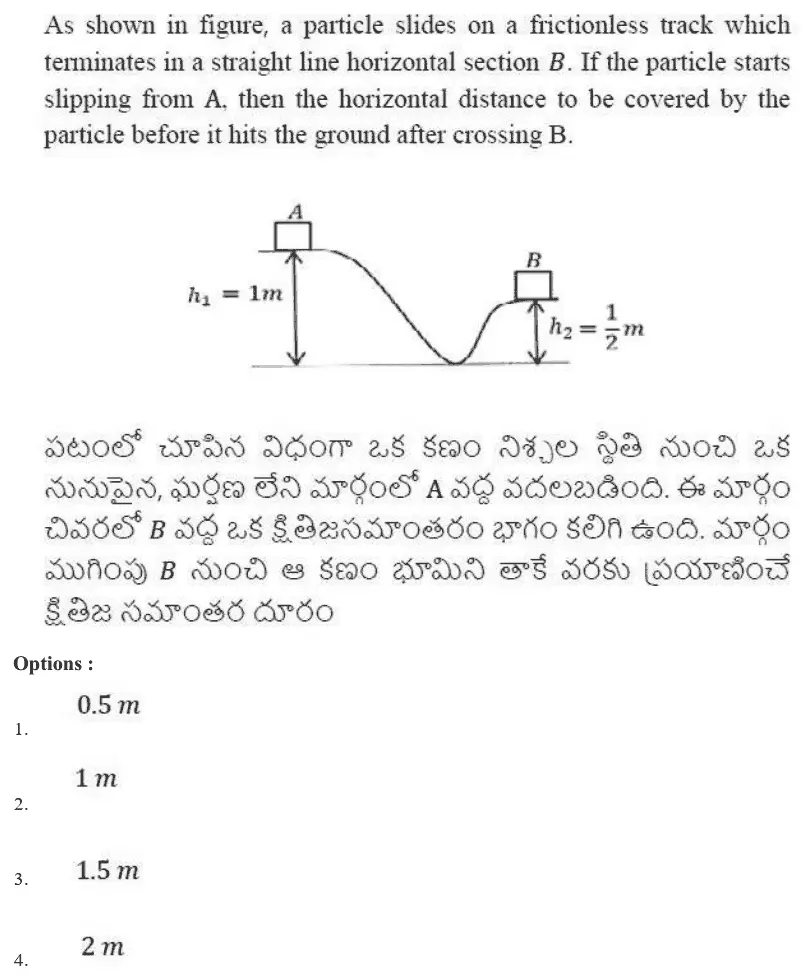 As shown in figure, a particle slides on a frictionless track which
terminates in a straight line horizontal section B. If the particle starts
slipping from A, then the horizontal distance to be covered by the
particle before it hits the ground after crossing B.
A
B
h₁ = 1m
h₂ = 1/2 m
పటంలో చూపిన విధంగా ఒక కణం నిశ్చల స్థితి నుంచి ఒక
నునుపైన, ఘర్షణ లేని మార్గంలో A వద్ద వదలబడింది. ఈ మార్గం
చివరలో B వద్ద ఒక క్షితిజసమాంతరం భాగం కలిగి ఉంది. మార్గం
ముగింపు B నుంచి ఆ కణం భూమిని తాకే వరకు ప్రయాణించే
క్షితిజ సమాంతర దూరం
Options :
1. 0.5 m
2. 1 m
3. 1.5 m
4. 2 m